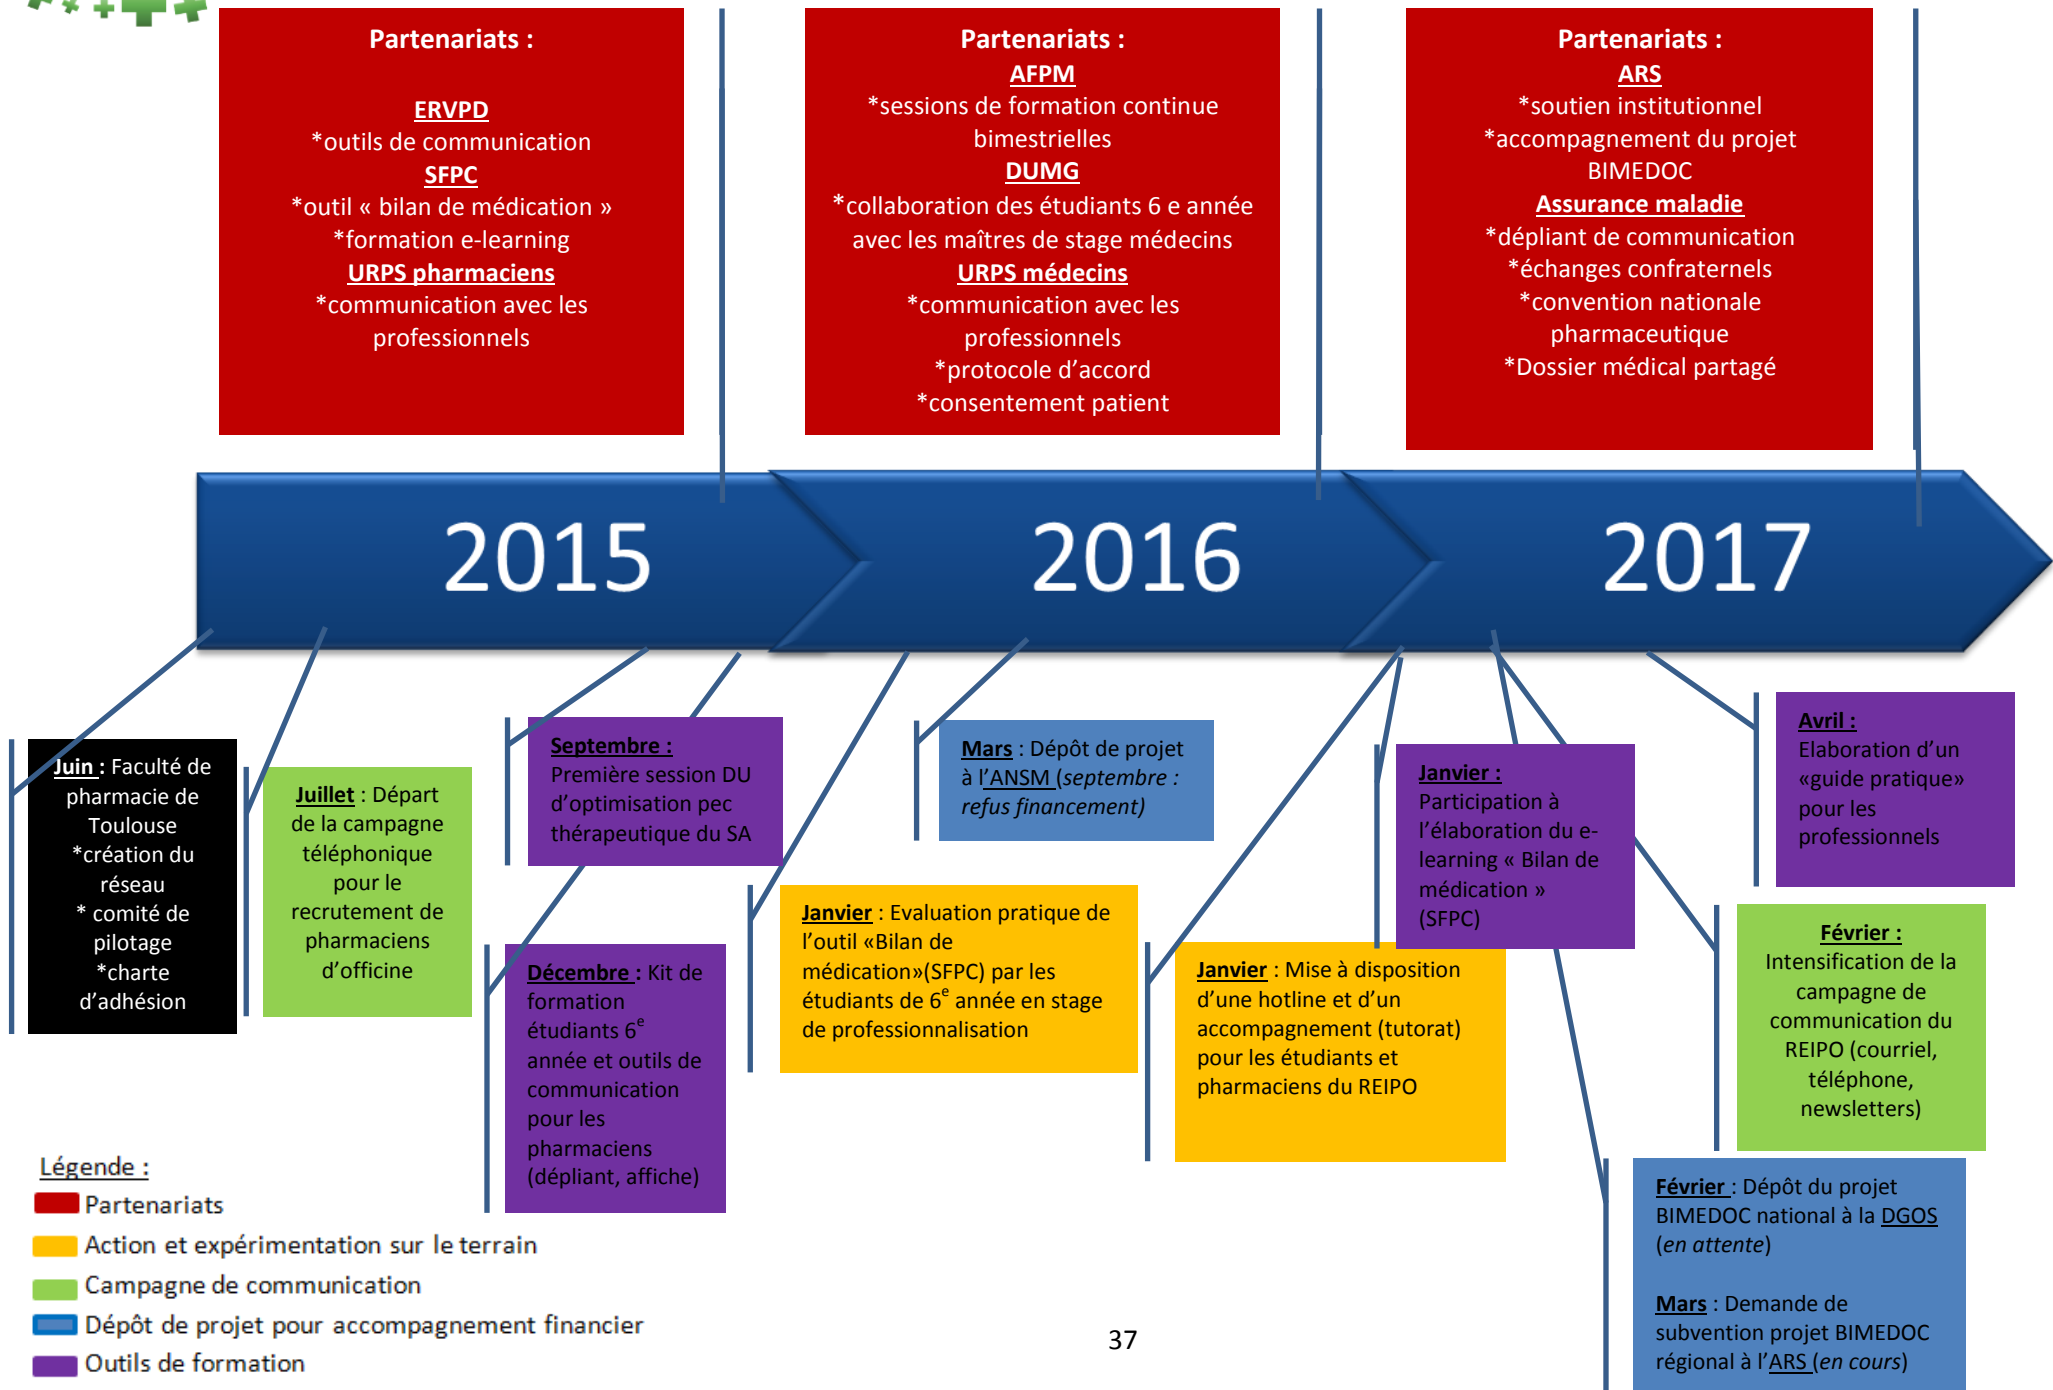 Partenariats :
ERVPD
*outils de communication
SFPC
*outil « bilan de médication »
*formation e-learning
URPS pharmaciens
*communication avec les
professionnels
Partenariats :
AFPM
*sessions de formation continue
bimestrielles
DUMG
*collaboration des étudiants 6 e année
avec les maîtres de stage médecins
URPS médecins
*communication avec les
professionnels
*protocole d’accord
*consentement patient
Partenariats :
ARS
*soutien institutionnel
*accompagnement du projet
BIMEDOC
Assurance maladie
*dépliant de communication
*échanges confraternels
*convention nationale
pharmaceutique
*Dossier médical partagé
2015
2016
2017
Juin : Faculté de
pharmacie de
Toulouse
*création du
réseau
* comité de
pilotage
*charte
d’adhésion
Juillet : Départ
de la campagne
téléphonique
pour le
recrutement de
pharmaciens
d’officine
Septembre :
Première session DU
d’optimisation pec
thérapeutique du SA
Décembre : Kit de
formation
étudiants 6e
année et outils de
communication
pour les
pharmaciens
(dépliant, affiche)
Janvier : Evaluation pratique de
l’outil «Bilan de
médication»(SFPC) par les
étudiants de 6e année en stage
de professionnalisation
Mars : Dépôt de projet
à l’ANSM (septembre :
refus financement)
Janvier : Mise à disposition
d’une hotline et d’un
accompagnement (tutorat)
pour les étudiants et
pharmaciens du REIPO
Janvier :
Participation à
l’élaboration du e-
learning « Bilan de
médication »
(SFPC)
Avril :
Elaboration d’un
«guide pratique»
pour les
professionnels
Février :
Intensification de la
campagne de
communication du
REIPO (courriel,
téléphone,
newsletters)
Février : Dépôt du projet
BIMEDOC national à la DGOS
(en attente)
Mars : Demande de
subvention projet BIMEDOC
régional à l’ARS (en cours)
Légende :
Partenariats
Action et expérimentation sur le terrain
Campagne de communication
Dépôt de projet pour accompagnement financier
Outils de formation
37